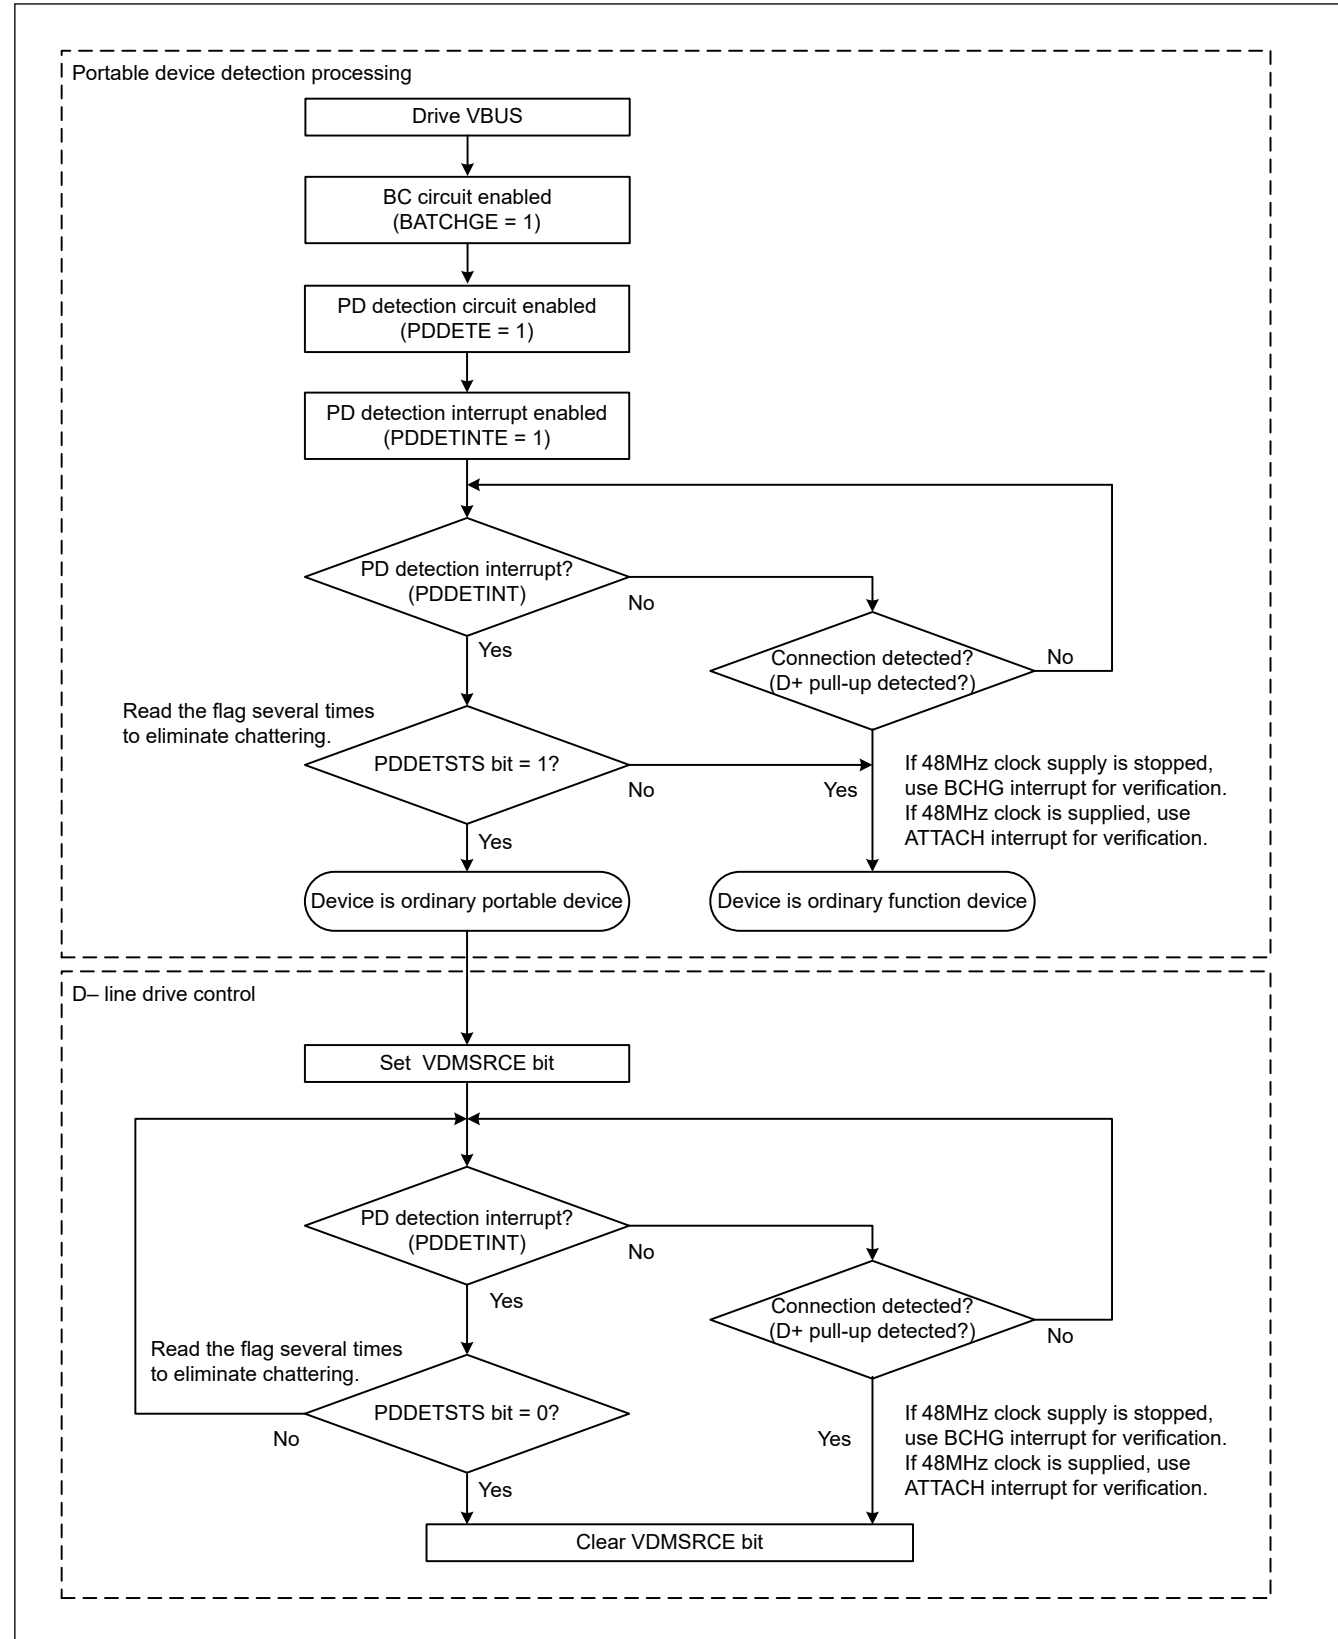 Portable device detection processing
Drive VBUS
BC circuit enabled
(BATCHGE = 1)
PD detection circuit enabled
(PDDETE = 1)
PD detection interrupt enabled
(PDDETINTE = 1)
PD detection interrupt?
(PDDETINT)
No
Yes
Connection detected?
(D+ pull-up detected?)
No
Read the flag several times
to eliminate chattering.
PDDETSTS bit = 1?
No
Yes
Yes
If 48MHz clock supply is stopped,
use BCHG interrupt for verification.
If 48MHz clock is supplied, use
ATTACH interrupt for verification.
Device is ordinary portable device
Device is ordinary function device
D– line drive control
Set  VDMSRCE bit
PD detection interrupt?
(PDDETINT)
No
Yes
Connection detected?
(D+ pull-up detected?)
No
Read the flag several times
to eliminate chattering.
PDDETSTS bit = 0?
No
Yes
Yes
If 48MHz clock supply is stopped,
use BCHG interrupt for verification.
If 48MHz clock is supplied, use
ATTACH interrupt for verification.
Clear VDMSRCE bit